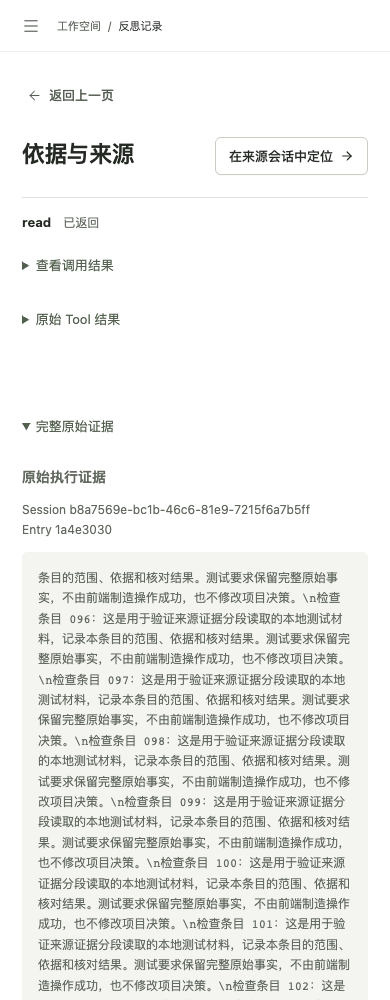 工作空间 / 反思记录
返回上一页
依据与来源
在来源会话中定位
read 已返回
查看调用结果
原始 Tool 结果
完整原始证据
原始执行证据
Session b8a7569e-bc1b-46c6-81e9-7215f6a7b5ff
Entry 1a4e3030
条目的范围、依据和核对结果。测试要求保留完整原始事
实，不由前端制造操作成功，也不修改项目决策。\n检查
条目 096：这是用于验证来源证据分段读取的本地测试材
料，记录本条目的范围、依据和核对结果。测试要求保留完
整原始事实，不由前端制造操作成功，也不修改项目决策。
\n检查条目 097：这是用于验证来源证据分段读取的本地
测试材料，记录本条目的范围、依据和核对结果。测试要求
保留完整原始事实，不由前端制造操作成功，也不修改项目
决策。\n检查条目 098：这是用于验证来源证据分段读取
的本地测试材料，记录本条目的范围、依据和核对结果。测
试要求保留完整原始事实，不由前端制造操作成功，也不修
改项目决策。\n检查条目 099：这是用于验证来源证据分
段读取的本地测试材料，记录本条目的范围、依据和核对结
果。测试要求保留完整原始事实，不由前端制造操作成功，
也不修改项目决策。\n检查条目 100：这是用于验证来源
证据分段读取的本地测试材料，记录本条目的范围、依据和
核对结果。测试要求保留完整原始事实，不由前端制造操作
成功，也不修改项目决策。\n检查条目 101：这是用于验
证来源证据分段读取的本地测试材料，记录本条目的范围、
依据和核对结果。测试要求保留完整原始事实，不由前端制
造操作成功，也不修改项目决策。\n检查条目 102：这是